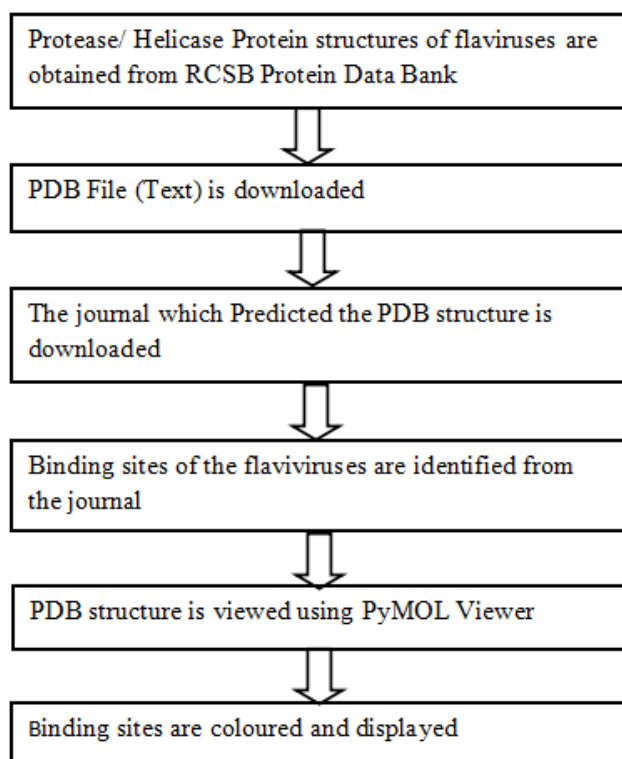 Protease/ Helicase Protein structures of flaviruses are
obtained from RCSB Protein Data Bank
PDB File (Text) is downloaded
The journal which Predicted the PDB structure is
downloaded
Binding sites of the flaviviruses are identified from
the journal
PDB structure is viewed using PyMOL Viewer
Binding sites are coloured and displayed